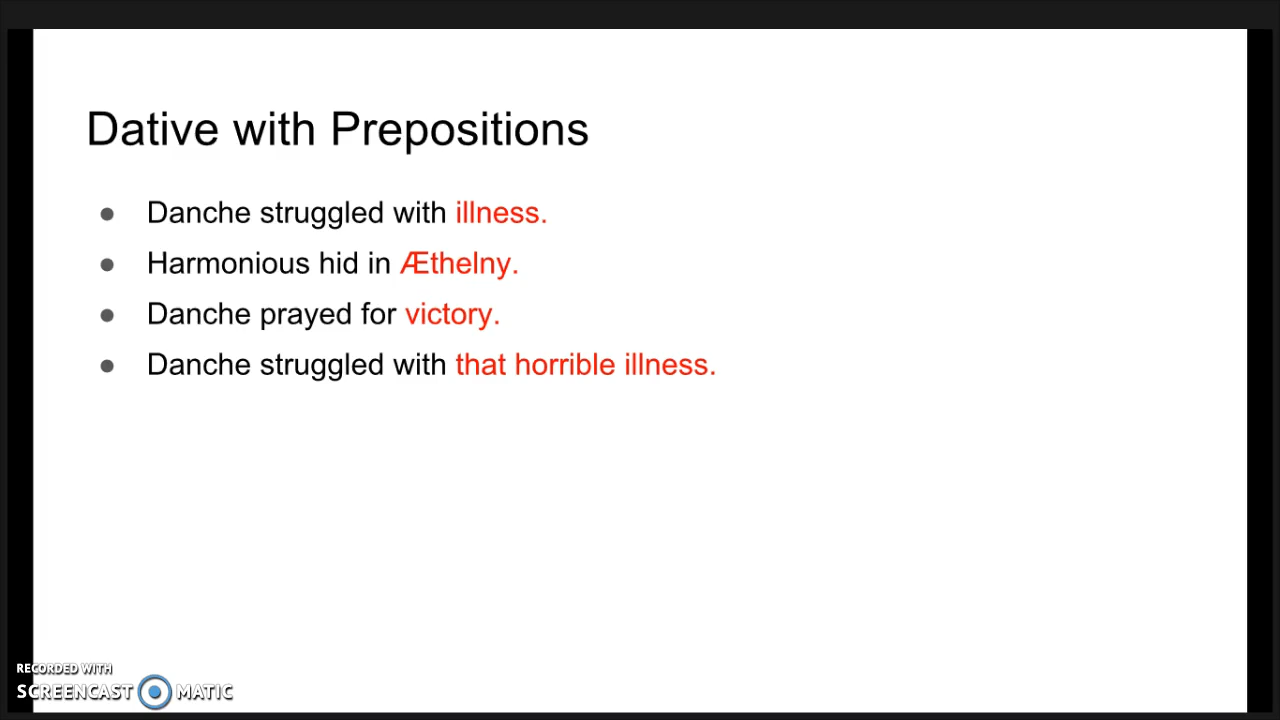 Dative with Prepositions
● Danche struggled with illness.
● Harmonious hid in Æthelny.
● Danche prayed for victory.
● Danche struggled with that horrible illness.
RECORDED WITH
SCREENCAST MATIC